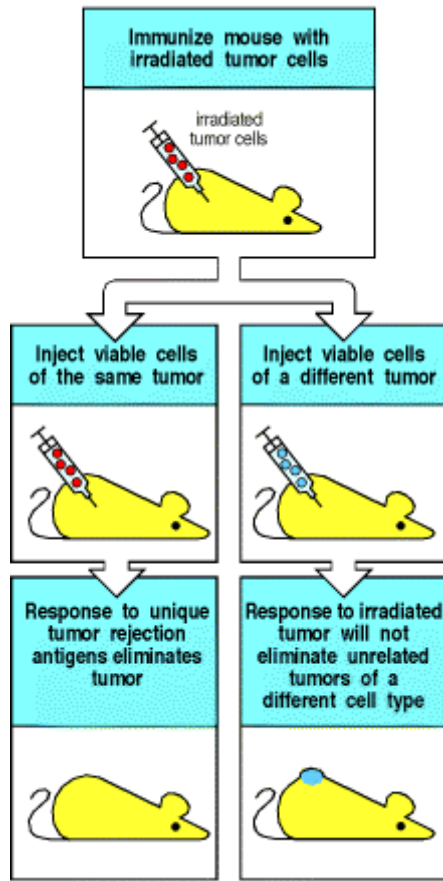 Immunize mouse with
irradiated tumor cells
irradiated
tumor cells
Inject viable cells
of the same tumor
Inject viable cells
of a different tumor
Response to unique
tumor rejection
antigens eliminates
tumor
Response to irradiated
tumor will not
eliminate unrelated
tumors of a
different cell type